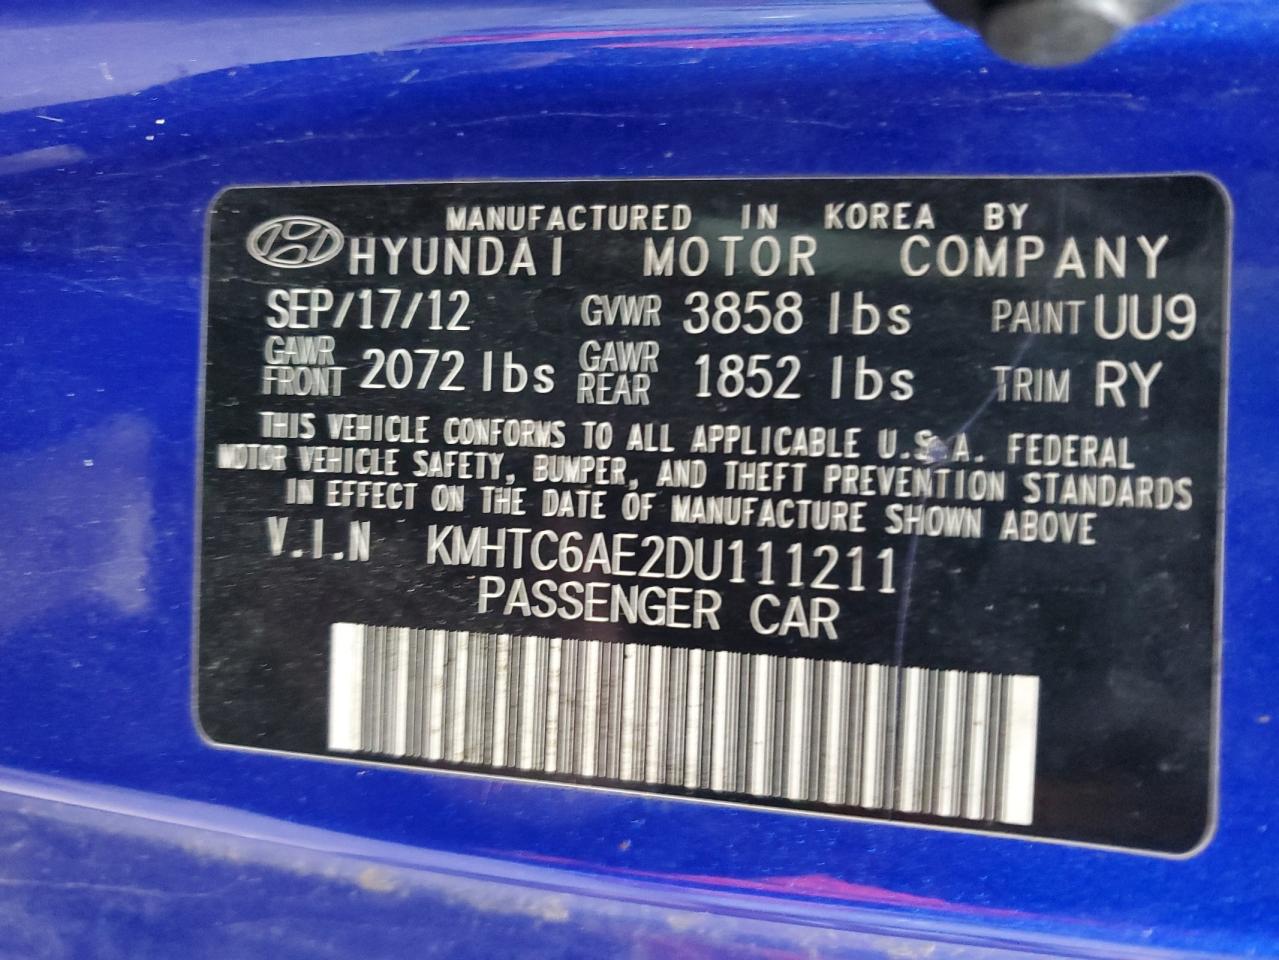 MANUFACTURED IN KOREA BY
HYUNDAI MOTOR COMPANY
SEP/17/12 GVWR 3858 lbs PAINT UU9
GAWR FRONT 2072 lbs GAWR REAR 1852 lbs TRIM RY
THIS VEHICLE CONFORMS TO ALL APPLICABLE U.S.A. FEDERAL
MOTOR VEHICLE SAFETY, BUMPER, AND THEFT PREVENTION STANDARDS
IN EFFECT ON THE DATE OF MANUFACTURE SHOWN ABOVE
V.I.N KMHTC6AE2DU111211
PASSENGER CAR